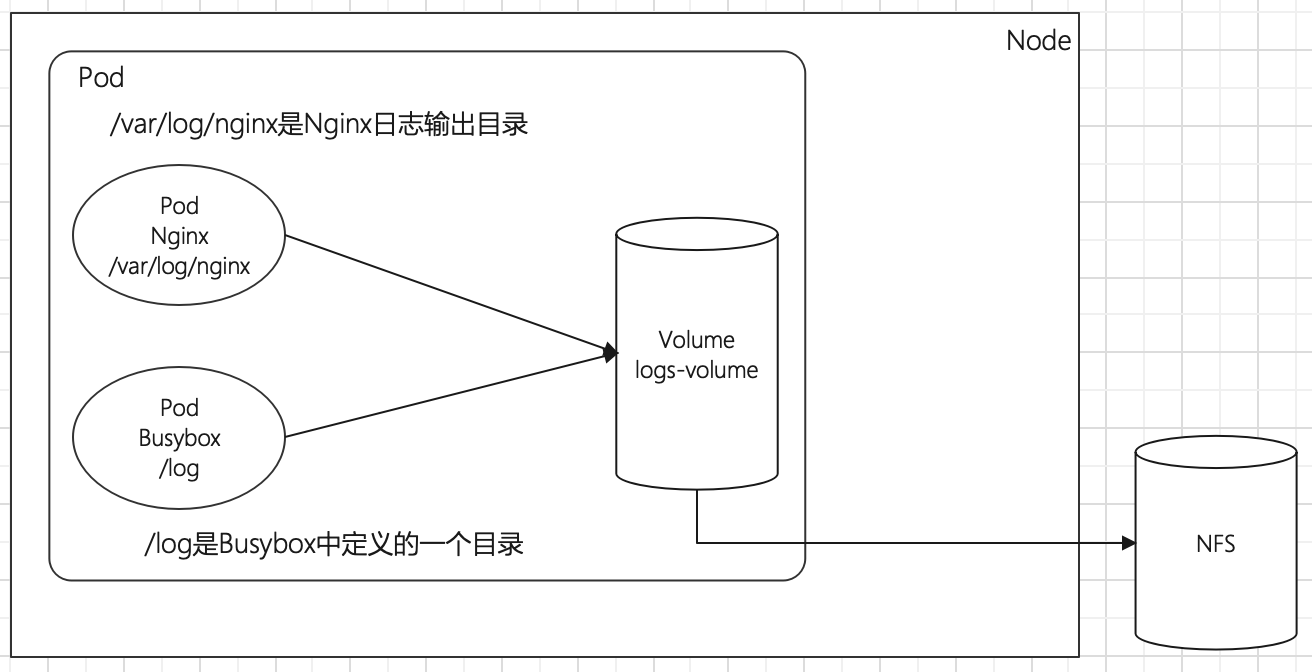 Node
Pod
/var/log/nginx是Nginx日志输出目录
Pod
Nginx
/var/log/nginx
Volume
logs-volume
Pod
Busybox
/log
/log是Busybox中定义的一个目录
NFS